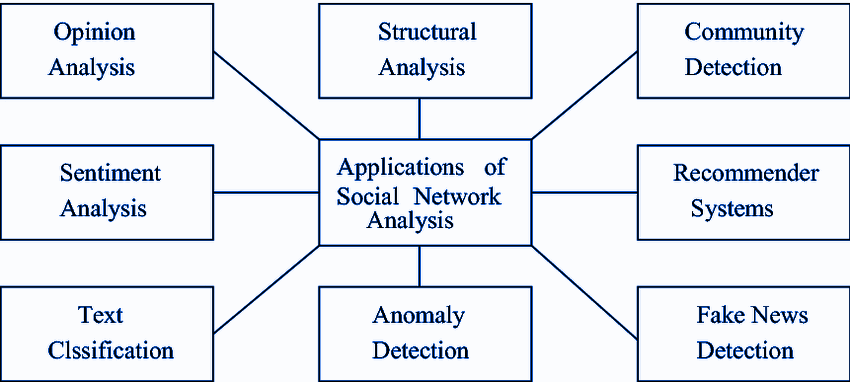 Opinion
Analysis
Structural
Analysis
Community
Detection
Sentiment
Analysis
Applications of
Social Network
Analysis
Recommender
Systems
Text
Clssification
Anomaly
Detection
Fake News
Detection